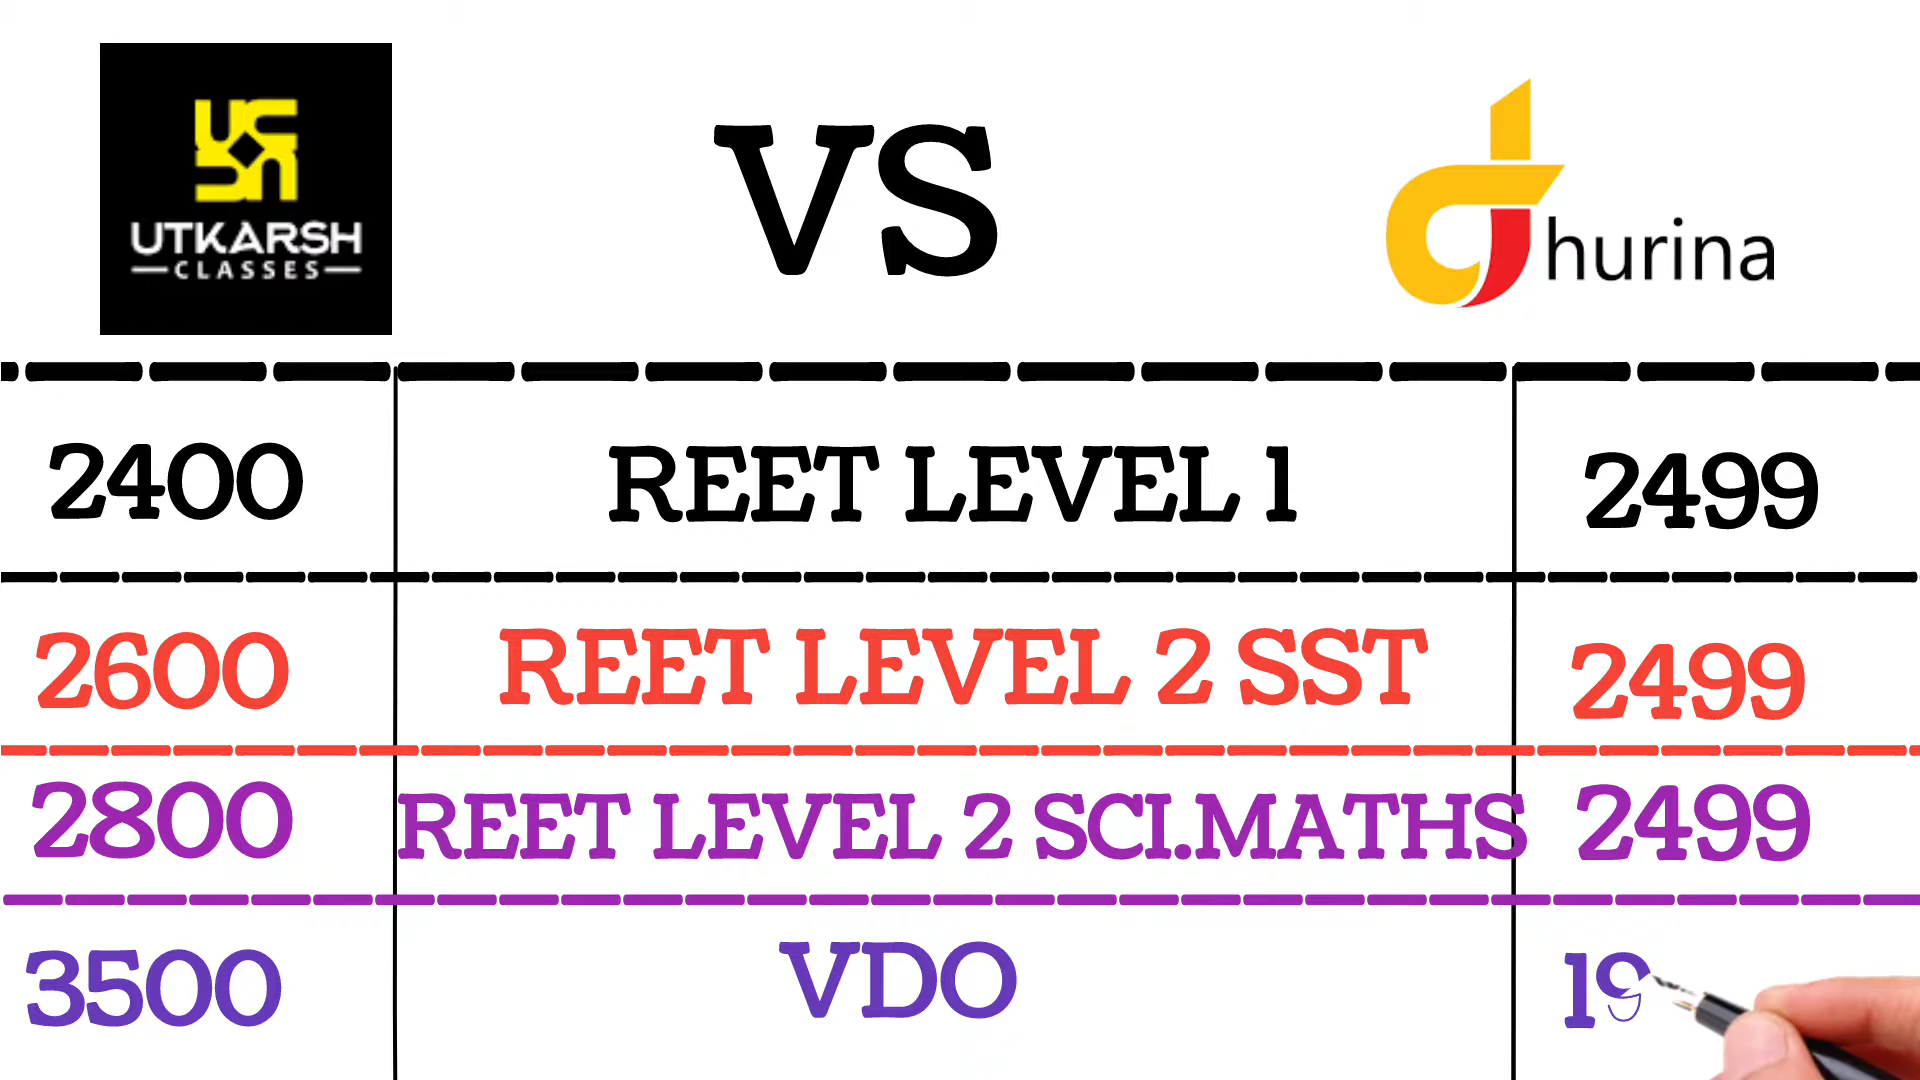 UTKARSH
CLASSES
VS
hurina
2400 REET LEVEL 1 2499
2600 REET LEVEL 2 SST 2499
2800 REET LEVEL 2 SCI.MATHS 2499
3500 VDO 19